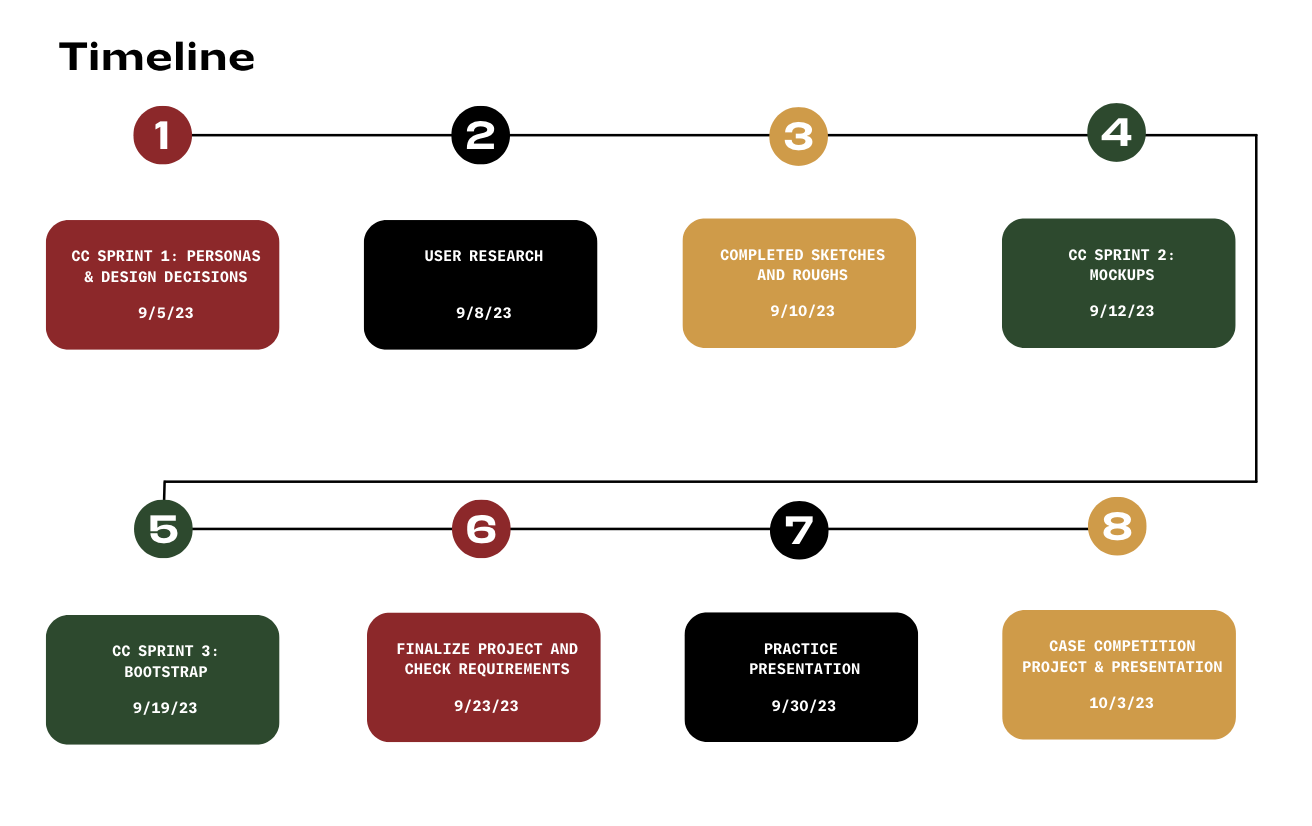 Timeline
1
2
3
4
CC SPRINT 1: PERSONAS
& DESIGN DECISIONS
9/5/23
USER RESEARCH
9/8/23
COMPLETED SKETCHES
AND ROUGHS
9/10/23
CC SPRINT 2:
MOCKUPS
9/12/23
5
6
7
8
CC SPRINT 3:
BOOTSTRAP
9/19/23
FINALIZE PROJECT AND
CHECK REQUIREMENTS
9/23/23
PRACTICE
PRESENTATION
9/30/23
CASE COMPETITION
PROJECT & PRESENTATION
10/3/23